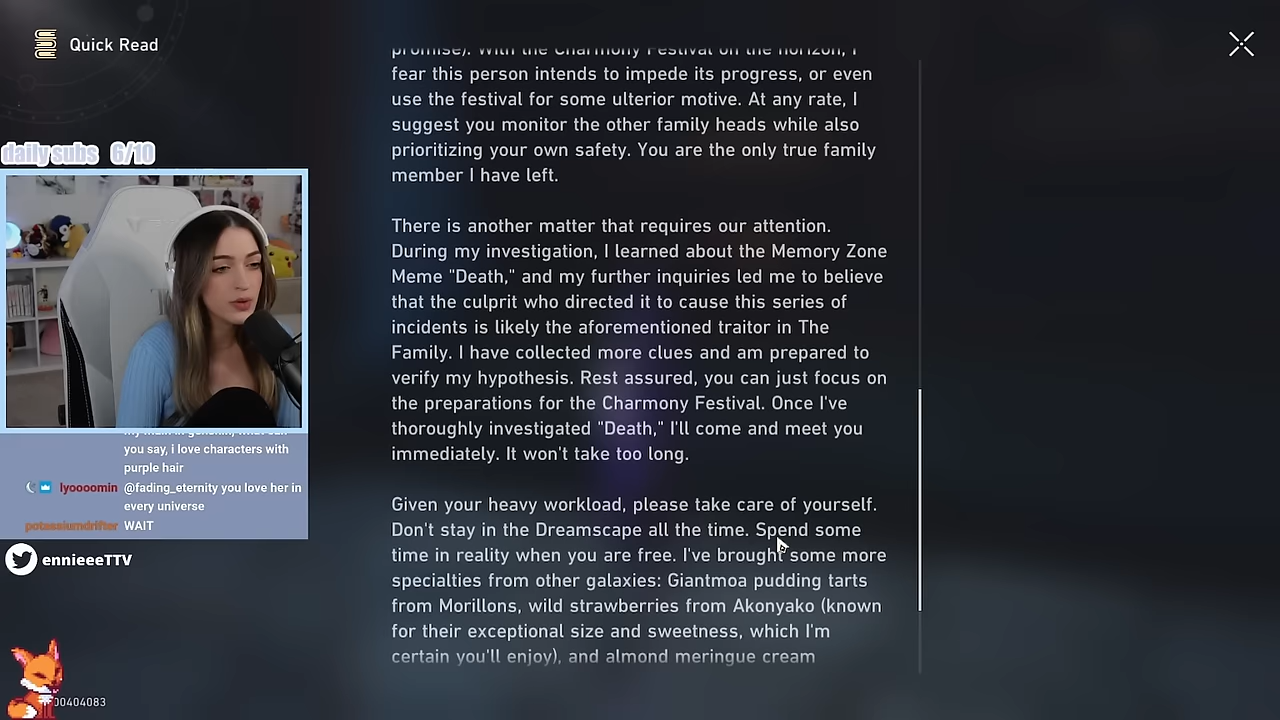 Quick Read
promise). With the Charmony Festival on the horizon, I
fear this person intends to impede its progress, or even
use the festival for some ulterior motive. At any rate, I
suggest you monitor the other family heads while also
prioritizing your own safety. You are the only true family
member I have left.
There is another matter that requires our attention.
During my investigation, I learned about the Memory Zone
Meme "Death," and my further inquiries led me to believe
that the culprit who directed it to cause this series of
incidents is likely the aforementioned traitor in The
Family. I have collected more clues and am prepared to
verify my hypothesis. Rest assured, you can just focus on
the preparations for the Charmony Festival. Once I've
thoroughly investigated "Death," I'll come and meet you
immediately. It won't take too long.
Given your heavy workload, please take care of yourself.
Don't stay in the Dreamscape all the time. Spend some
time in reality when you are free. I've brought some more
specialties from other galaxies: Giantmoa pudding tarts
from Morillons, wild strawberries from Akonyako (known
for their exceptional size and sweetness, which I'm
certain you'll enjoy), and almond meringue cream
daily subs 6/10
you say, i love characters with
purple hair
lyoooomin @fading_eternity you love her in
every universe
potassiumdrifter WAIT
ennieeeTTV
00404083